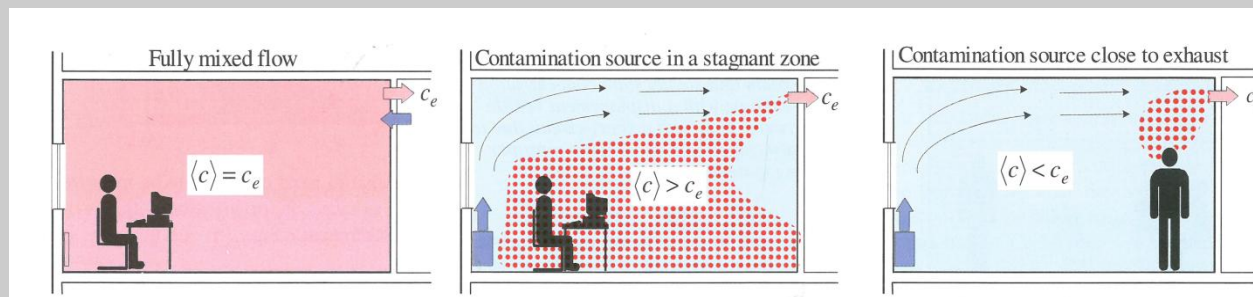 Fully mixed flow
c_e
⟨c⟩ = c_e
Contamination source in a stagnant zone
c_e
⟨c⟩ > c_e
Contamination source close to exhaust
c
⟨c⟩ < c_e